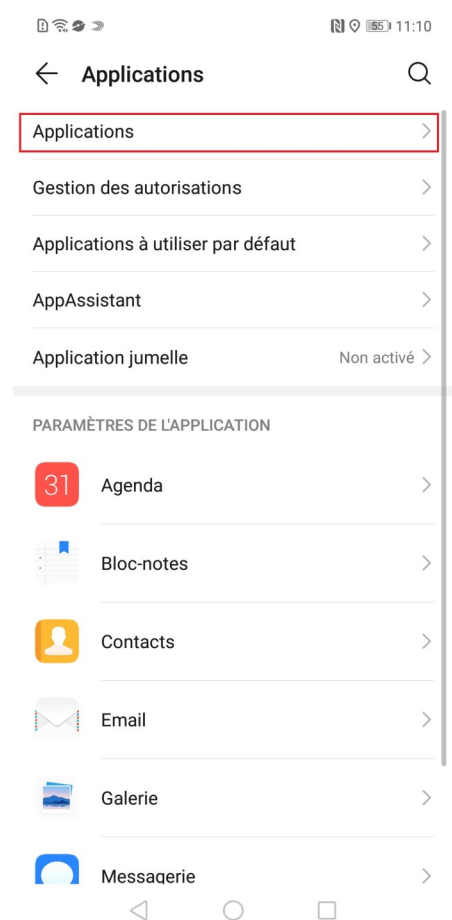 55 11:10
Applications
Applications
Gestion des autorisations
Applications à utiliser par défaut
AppAssistant
Application jumelle Non activé
PARAMÈTRES DE L'APPLICATION
31 Agenda
Bloc-notes
Contacts
Email
Galerie
Messagerie